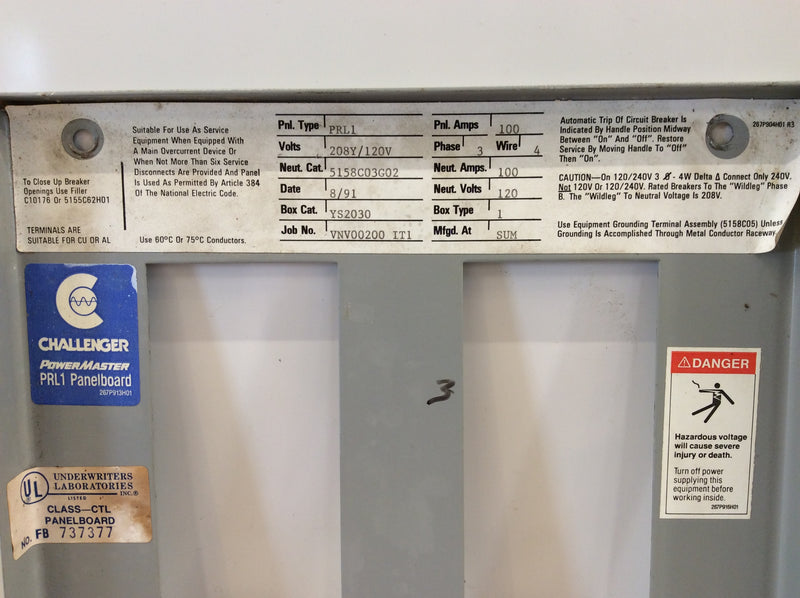 To Close Up Breaker
Openings Use Filler
C10176 Or 5155C62H01
TERMINALS ARE
SUITABLE FOR CU OR AL
Suitable For Use As Service
Equipment When Equipped With
A Main Overcurrent Device Or
When Not More Than Six Service
Disconnects Are Provided And Panel
Is Used As Permitted By Article 384
Of The National Electric Code.
Use 60°C Or 75°C Conductors.
Pnl. Type PRL1
Volts 208Y/120V
Neut. Cat. 5158C03G02
Date 8/91
Box Cat. YS2030
Job No. VNV00200 IT1
Pnl. Amps 100
Phase 3 Wire 4
Neut. Amps. 100
Neut. Volts 120
Box Type 1
Mfgd. At SUM
Automatic Trip Of Circuit Breaker Is
Indicated By Handle Position Midway
Between "On" And "Off". Restore
Service By Moving Handle To "Off"
Then "On".
267P904H01 R3
CAUTION—On 120/240V 3 Ø - 4W Delta Δ Connect Only 240V,
Not 120V Or 120/240V. Rated Breakers To The "Wildleg" Phase
B. The "Wildleg" To Neutral Voltage Is 208V.
Use Equipment Grounding Terminal Assembly (5158C05) Unless
Grounding Is Accomplished Through Metal Conductor Raceway.
C
CHALLENGER
POWERMASTER
PRL1 Panelboard
267P913H01
3
UL UNDERWRITERS
LABORATORIES
INC.®
LISTED
CLASS—CTL
PANELBOARD
NO. FB 737377
⚠DANGER
Hazardous voltage
will cause severe
injury or death.
Turn off power
supplying this
equipment before
working inside.
267P916H01